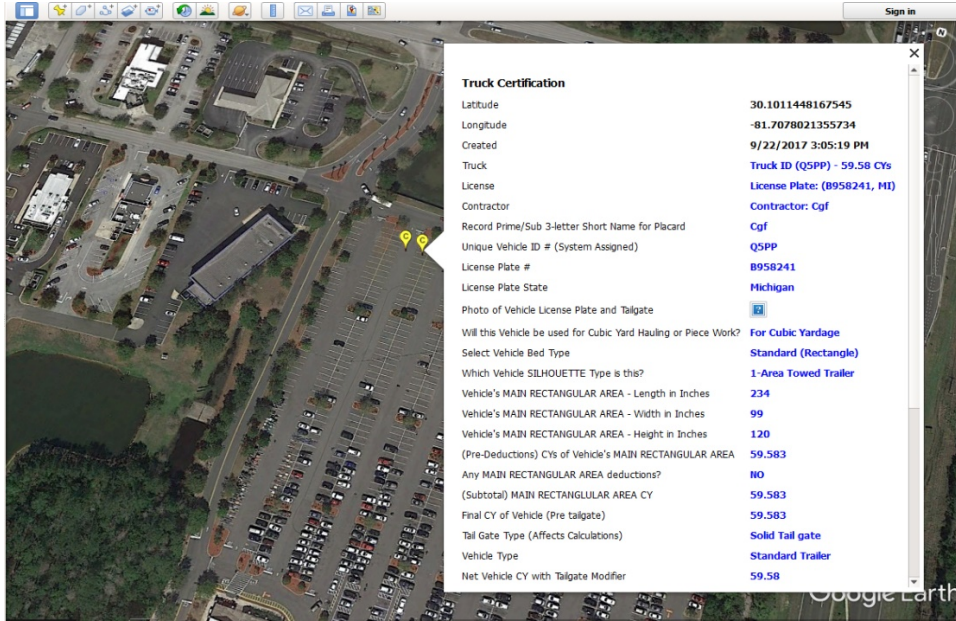 Sign in
N
Truck Certification
Latitude 30.1011448167545
Longitude -81.7078021355734
Created 9/22/2017 3:05:19 PM
Truck Truck ID (Q5PP) - 59.58 CYs
License License Plate: (B958241, MI)
Contractor Contractor: Cgf
Record Prime/Sub 3-letter Short Name for Placard Cgf
Unique Vehicle ID # (System Assigned) Q5PP
License Plate # B958241
License Plate State Michigan
Photo of Vehicle License Plate and Tailgate ?
Will this Vehicle be used for Cubic Yard Hauling or Piece Work? For Cubic Yardage
Select Vehicle Bed Type Standard (Rectangle)
Which Vehicle SILHOUETTE Type is this? 1-Area Towed Trailer
Vehicle's MAIN RECTANGULAR AREA - Length in Inches 234
Vehicle's MAIN RECTANGULAR AREA - Width in Inches 99
Vehicle's MAIN RECTANGULAR AREA - Height in Inches 120
(Pre-Deductions) CYs of Vehicle's MAIN RECTANGULAR AREA 59.583
Any MAIN RECTANGULAR AREA deductions? NO
(Subtotal) MAIN RECTANGLULAR AREA CY 59.583
Final CY of Vehicle (Pre tailgate) 59.583
Tail Gate Type (Affects Calculations) Solid Tail gate
Vehicle Type Standard Trailer
Net Vehicle CY with Tailgate Modifier 59.58
C C
Google Earth